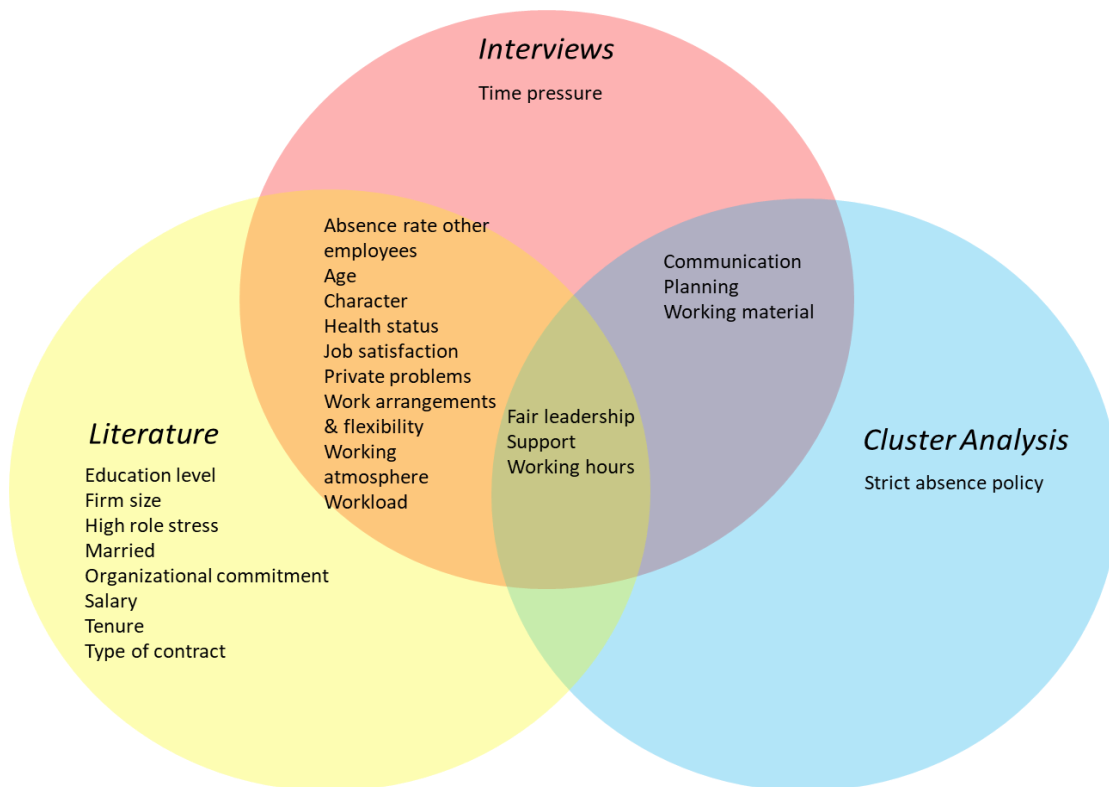 Interviews
Time pressure
Absence rate other
employees
Age
Character
Health status
Job satisfaction
Private problems
Work arrangements
& flexibility
Working
atmosphere
Workload
Communication
Planning
Working material
Fair leadership
Support
Working hours
Literature
Education level
Firm size
High role stress
Married
Organizational commitment
Salary
Tenure
Type of contract
Cluster Analysis
Strict absence policy